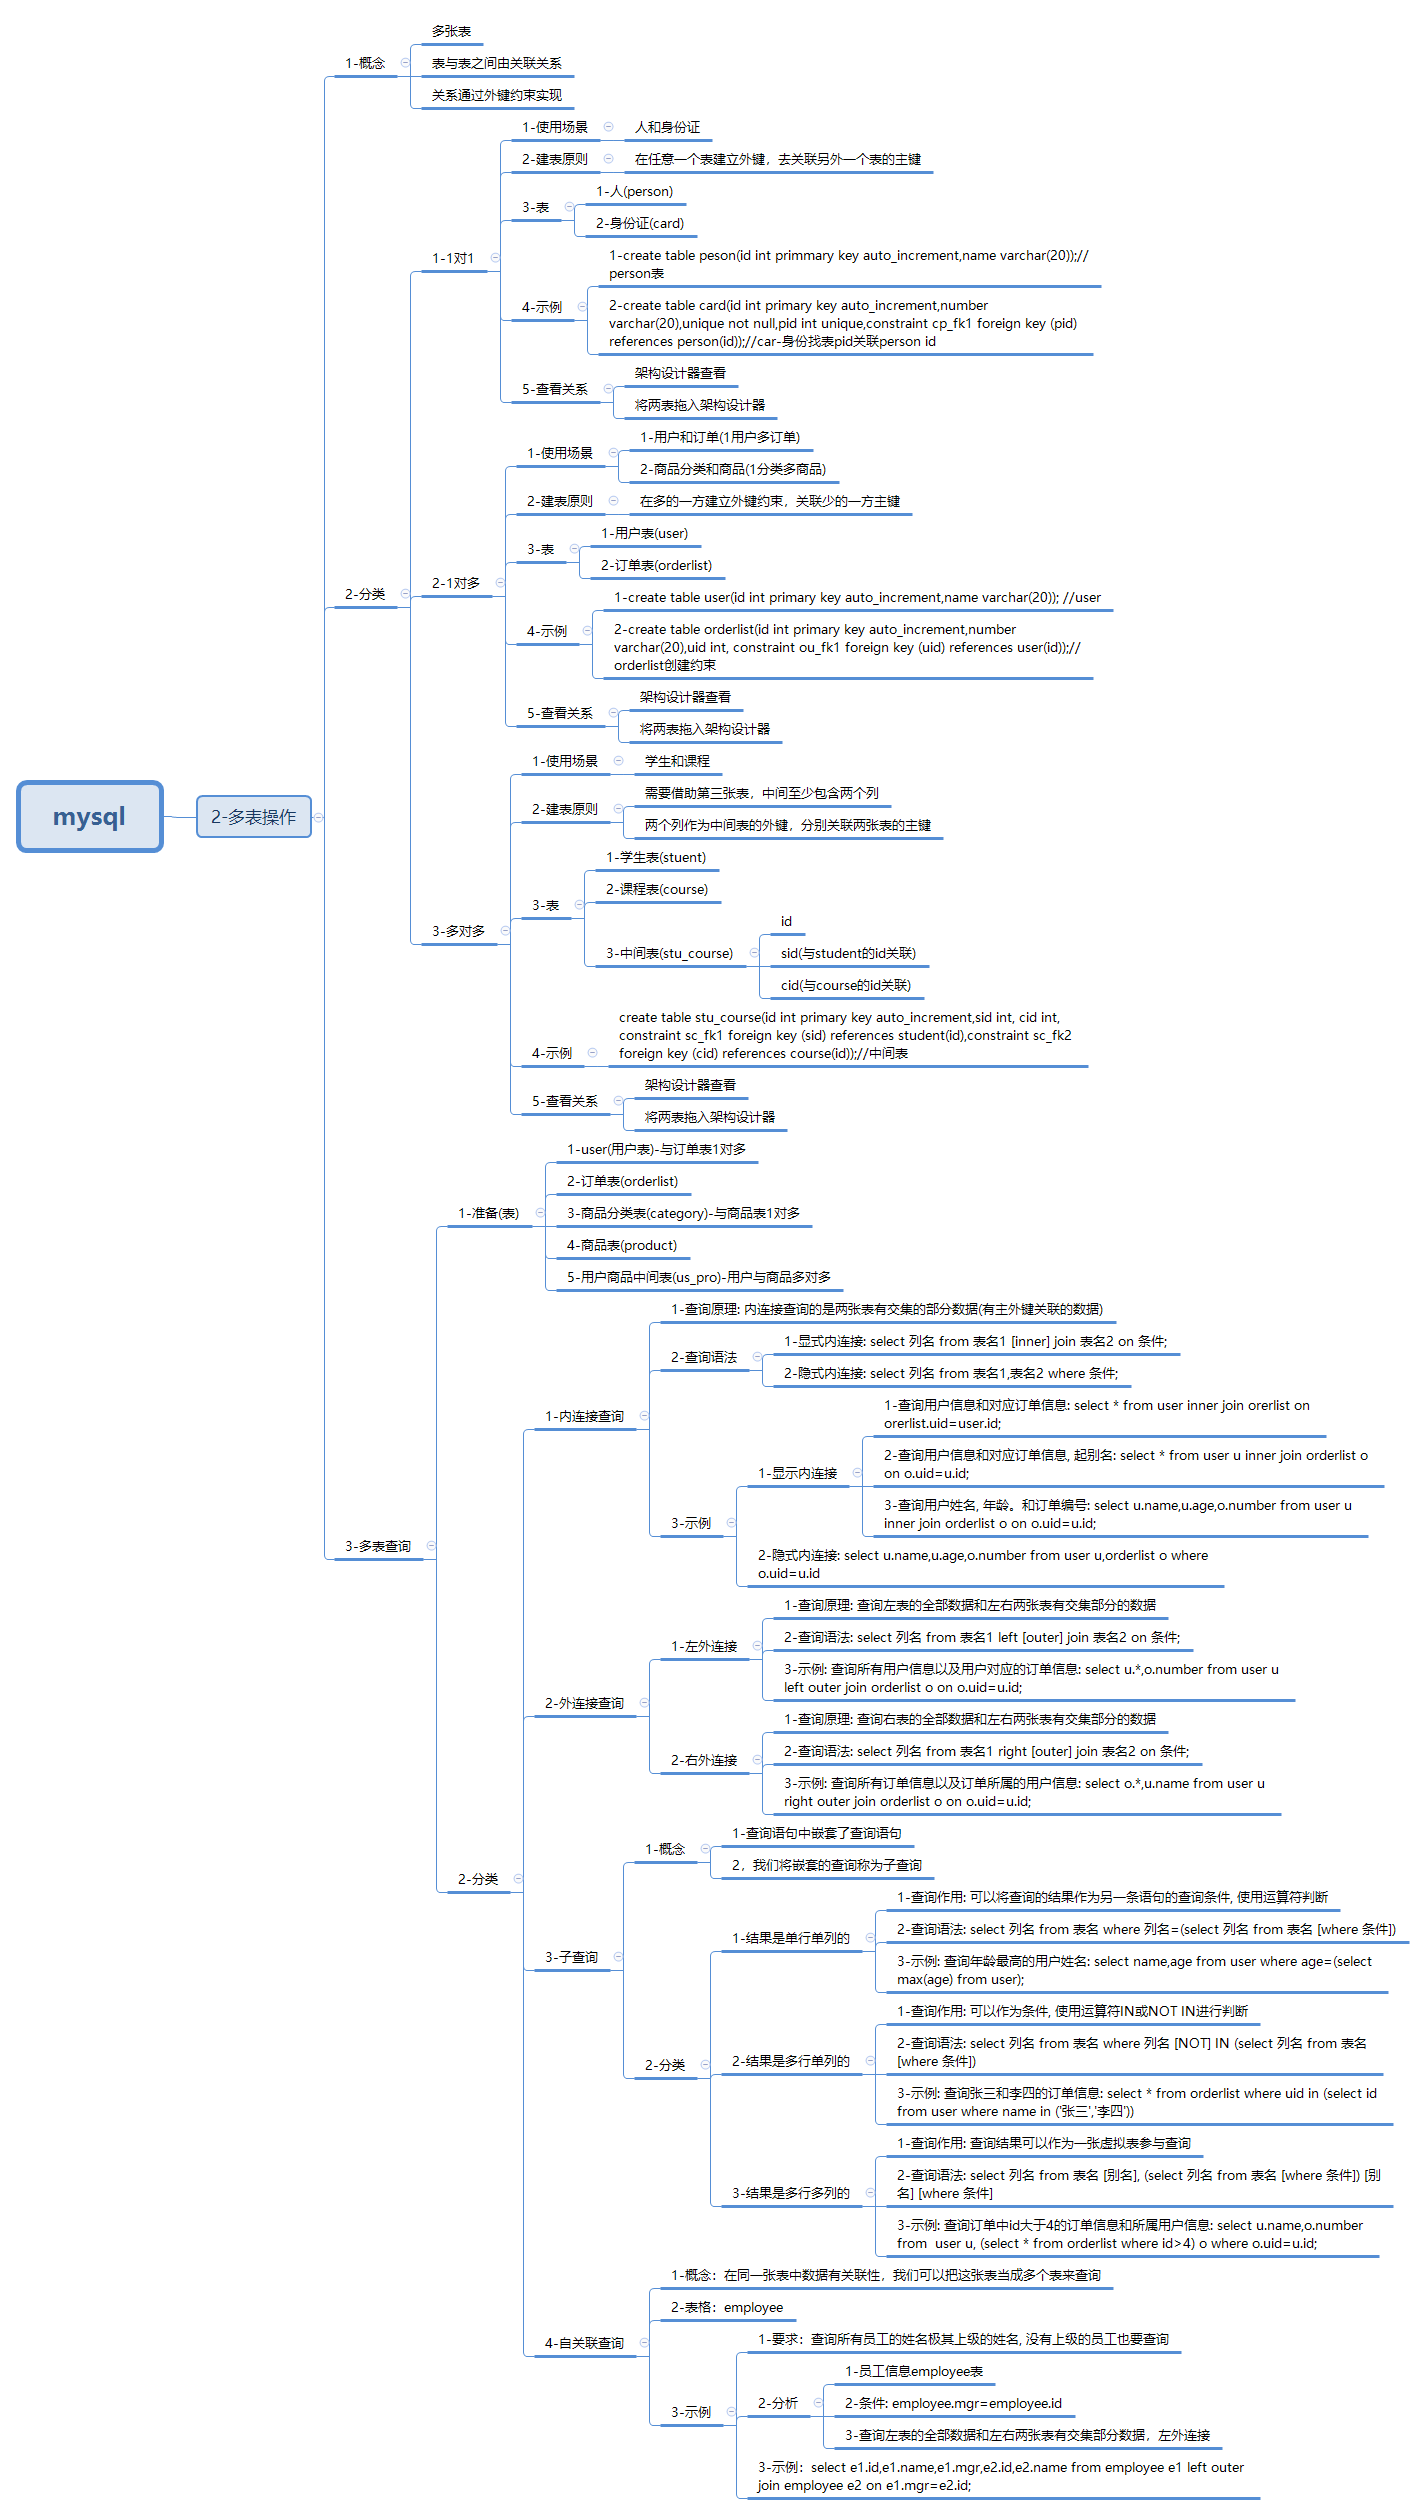 mysql
2-多表操作
1-概念
多张表
表与表之间由关联关系
关系通过外键约束实现
2-分类
1-1对1
1-使用场景
人和身份证
2-建表原则
在任意一个表建立外键，去关联另外一个表的主键
3-表
1-人(person)
2-身份证(card)
4-示例
1-create table peson(id int primmary key auto_increment,name varchar(20));//
person表
2-create table card(id int primary key auto_increment,number
varchar(20),unique not null,pid int unique,constraint cp_fk1 foreign key (pid)
references person(id));//car-身份找表pid关联person id
5-查看关系
架构设计器查看
将两表拖入架构设计器
2-1对多
1-使用场景
1-用户和订单(1用户多订单)
2-商品分类和商品(1分类多商品)
2-建表原则
在多的一方建立外键约束，关联少的一方主键
3-表
1-用户表(user)
2-订单表(orderlist)
4-示例
1-create table user(id int primary key auto_increment,name varchar(20)); //user
2-create table orderlist(id int primary key auto_increment,number
varchar(20),uid int, constraint ou_fk1 foreign key (uid) references user(id));//
orderlist创建约束
5-查看关系
架构设计器查看
将两表拖入架构设计器
3-多对多
1-使用场景
学生和课程
2-建表原则
需要借助第三张表，中间至少包含两个列
两个列作为中间表的外键，分别关联两张表的主键
3-表
1-学生表(stuent)
2-课程表(course)
3-中间表(stu_course)
id
sid(与student的id关联)
cid(与course的id关联)
4-示例
create table stu_course(id int primary key auto_increment,sid int, cid int,
constraint sc_fk1 foreign key (sid) references student(id),constraint sc_fk2
foreign key (cid) references course(id));//中间表
5-查看关系
架构设计器查看
将两表拖入架构设计器
3-多表查询
1-准备(表)
1-user(用户表)-与订单表1对多
2-订单表(orderlist)
3-商品分类表(category)-与商品表1对多
4-商品表(product)
5-用户商品中间表(us_pro)-用户与商品多对多
2-分类
1-内连接查询
1-查询原理: 内连接查询的是两张表有交集的部分数据(有主外键关联的数据)
2-查询语法
1-显式内连接: select 列名 from 表名1 [inner] join 表名2 on 条件;
2-隐式内连接: select 列名 from 表名1,表名2 where 条件;
3-示例
1-显示内连接
1-查询用户信息和对应订单信息: select * from user inner join orerlist on
orerlist.uid=user.id;
2-查询用户信息和对应订单信息, 起别名: select * from user u inner join orderlist o
on o.uid=u.id;
3-查询用户姓名, 年龄。和订单编号: select u.name,u.age,o.number from user u
inner join orderlist o on o.uid=u.id;
2-隐式内连接: select u.name,u.age,o.number from user u,orderlist o where
o.uid=u.id
2-外连接查询
1-左外连接
1-查询原理: 查询左表的全部数据和左右两张表有交集部分的数据
2-查询语法: select 列名 from 表名1 left [outer] join 表名2 on 条件;
3-示例: 查询所有用户信息以及用户对应的订单信息: select u.*,o.number from user u
left outer join orderlist o on o.uid=u.id;
2-右外连接
1-查询原理: 查询右表的全部数据和左右两张表有交集部分的数据
2-查询语法: select 列名 from 表名1 right [outer] join 表名2 on 条件;
3-示例: 查询所有订单信息以及订单所属的用户信息: select o.*,u.name from user u
right outer join orderlist o on o.uid=u.id;
3-子查询
1-概念
1-查询语句中嵌套了查询语句
2，我们将嵌套的查询称为子查询
2-分类
1-结果是单行单列的
1-查询作用: 可以将查询的结果作为另一条语句的查询条件, 使用运算符判断
2-查询语法: select 列名 from 表名 where 列名=(select 列名 from 表名 [where 条件])
3-示例: 查询年龄最高的用户姓名: select name,age from user where age=(select
max(age) from user);
2-结果是多行单列的
1-查询作用: 可以作为条件, 使用运算符IN或NOT IN进行判断
2-查询语法: select 列名 from 表名 where 列名 [NOT] IN (select 列名 from 表名
[where 条件])
3-示例: 查询张三和李四的订单信息: select * from orderlist where uid in (select id
from user where name in ('张三','李四'))
3-结果是多行多列的
1-查询作用: 查询结果可以作为一张虚拟表参与查询
2-查询语法: select 列名 from 表名 [别名], (select 列名 from 表名 [where 条件]) [别
名] [where 条件]
3-示例: 查询订单中id大于4的订单信息和所属用户信息: select u.name,o.number
from  user u, (select * from orderlist where id>4) o where o.uid=u.id;
4-自关联查询
1-概念：在同一张表中数据有关联性，我们可以把这张表当成多个表来查询
2-表格：employee
3-示例
1-要求：查询所有员工的姓名极其上级的姓名, 没有上级的员工也要查询
2-分析
1-员工信息employee表
2-条件: employee.mgr=employee.id
3-查询左表的全部数据和左右两张表有交集部分数据，左外连接
3-示例：select e1.id,e1.name,e1.mgr,e2.id,e2.name from employee e1 left outer
join employee e2 on e1.mgr=e2.id;